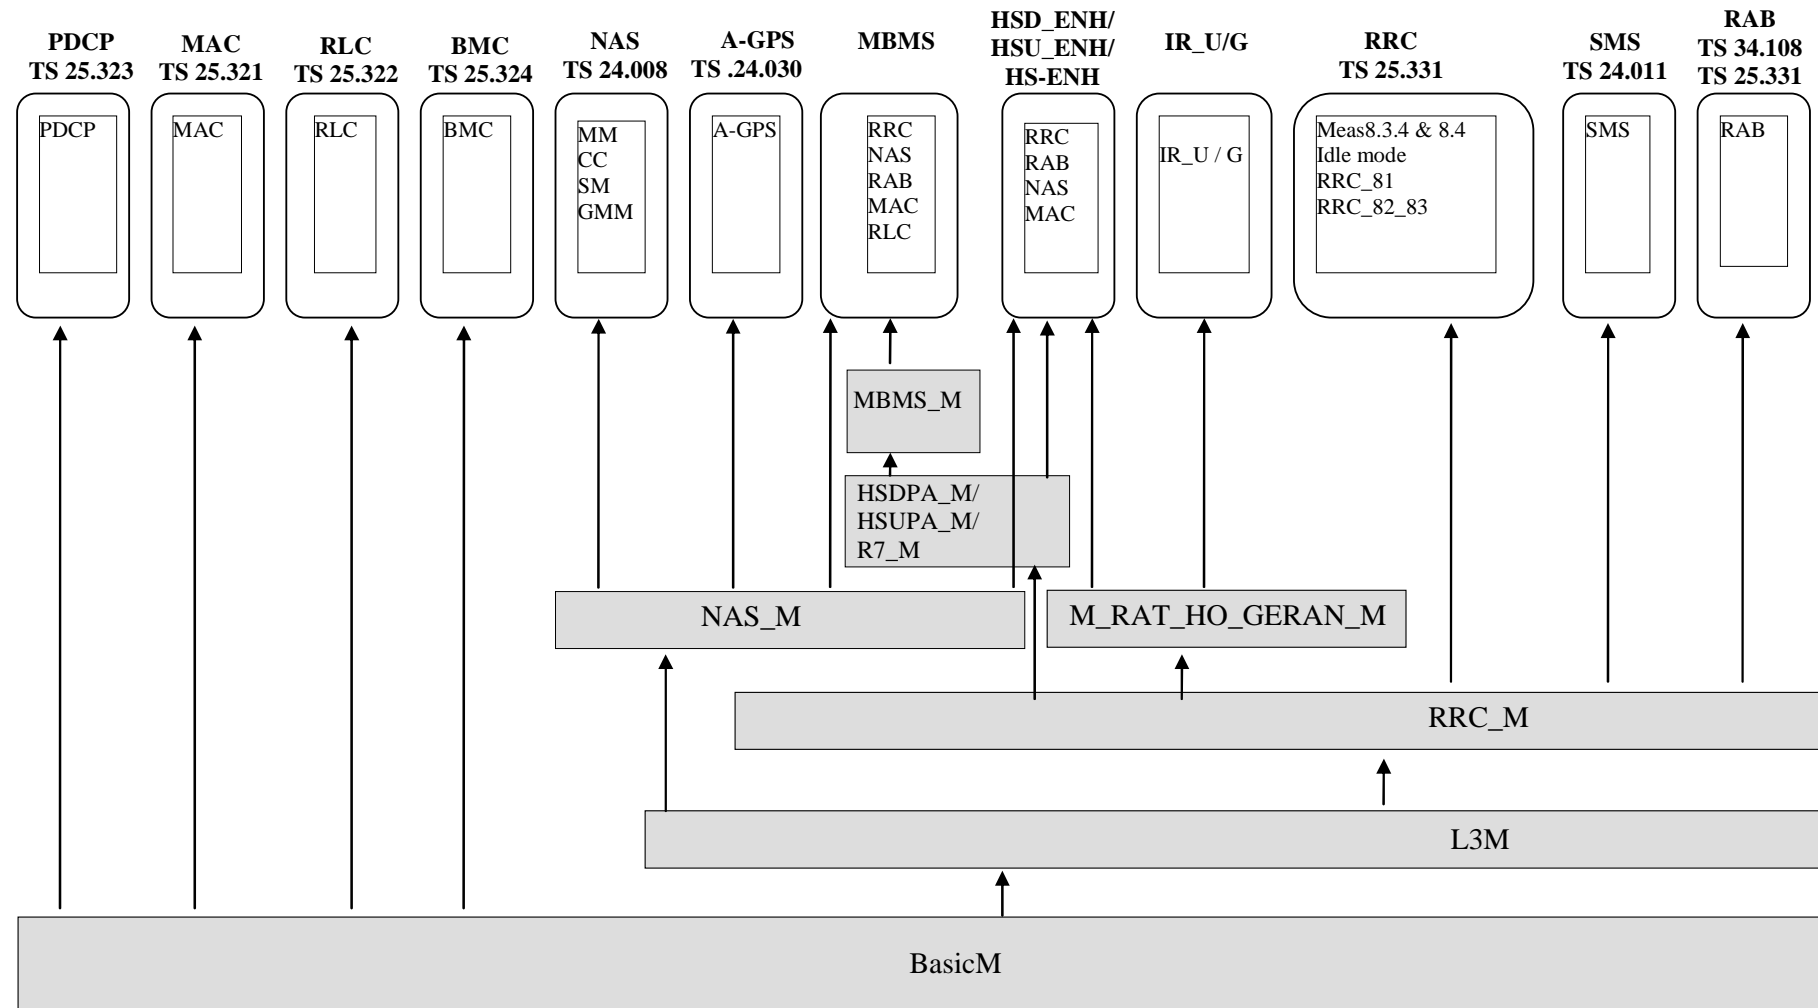 PDCP
TS 25.323
MAC
TS 25.321
RLC
TS 25.322
BMC
TS 25.324
NAS
TS 24.008
A-GPS
TS .24.030
MBMS
HSD_ENH/
HSU_ENH/
HS-ENH
IR_U/G
RRC
TS 25.331
SMS
TS 24.011
RAB
TS 34.108
TS 25.331
PDCP
MAC
RLC
BMC
MM
CC
SM
GMM
A-GPS
RRC
NAS
RAB
MAC
RLC
RRC
RAB
NAS
MAC
IR_U / G
Meas8.3.4 & 8.4
Idle mode
RRC_81
RRC_82_83
SMS
RAB
MBMS_M
HSDPA_M/
HSUPA_M/
R7_M
NAS_M
M_RAT_HO_GERAN_M
RRC_M
L3M
BasicM